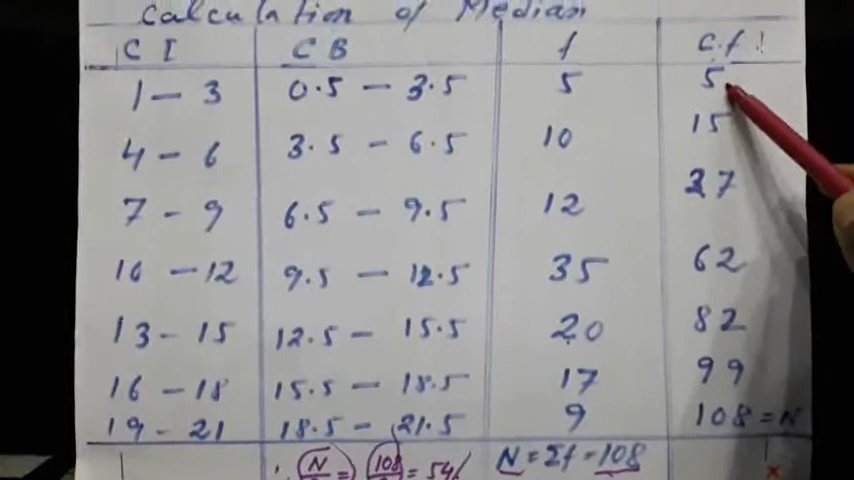 Calculation of Median
C I C B f c.f!
1 - 3 0.5 - 3.5 5 5
4 - 6 3.5 - 6.5 10 15
7 - 9 6.5 - 9.5 12 27
10 - 12 9.5 - 12.5 35 62
13 - 15 12.5 - 15.5 20 82
16 - 18 15.5 - 18.5 17 99
19 - 21 18.5 - 21.5 9 108 = N
N = 108 = 54 N = Σf = 108